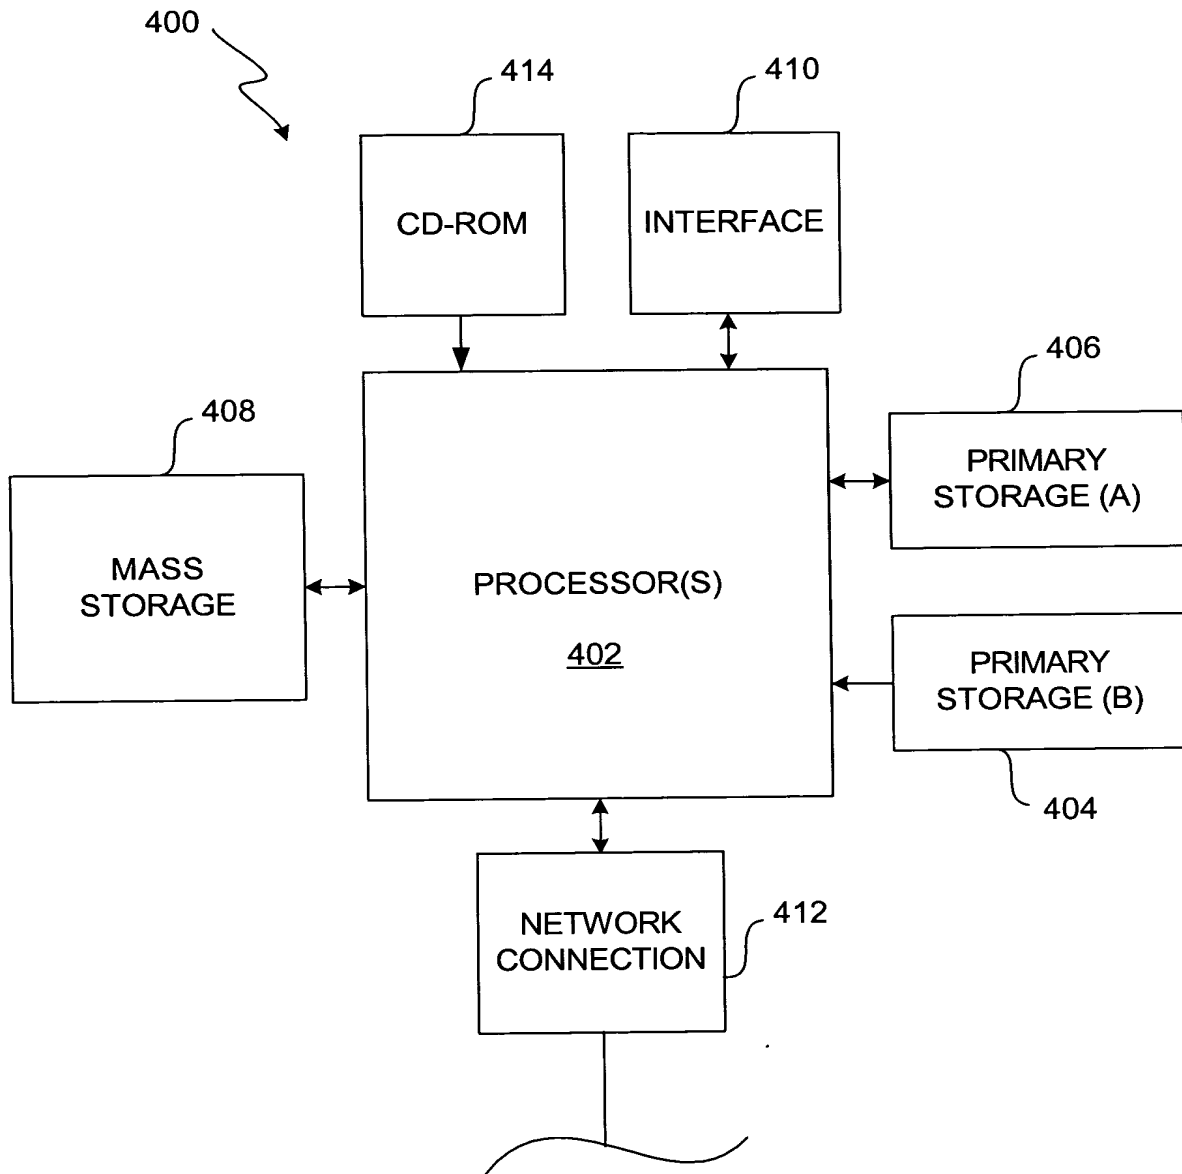 400
414
410
CD-ROM
INTERFACE
406
408
PRIMARY
STORAGE (A)
MASS
STORAGE
PROCESSOR(S)
402
PRIMARY
STORAGE (B)
404
NETWORK
CONNECTION
412